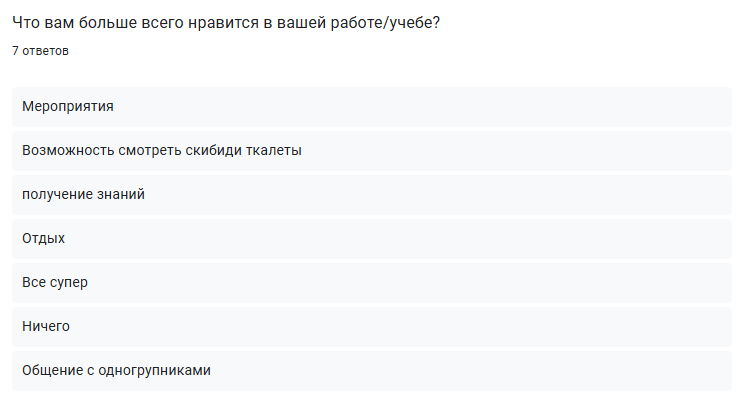 Что вам больше всего нравится в вашей работе/учебе?
7 ответов
Мероприятия
Возможность смотреть скибиди ткалеты
получение знаний
Отдых
Все супер
Ничего
Общение с одногрупниками